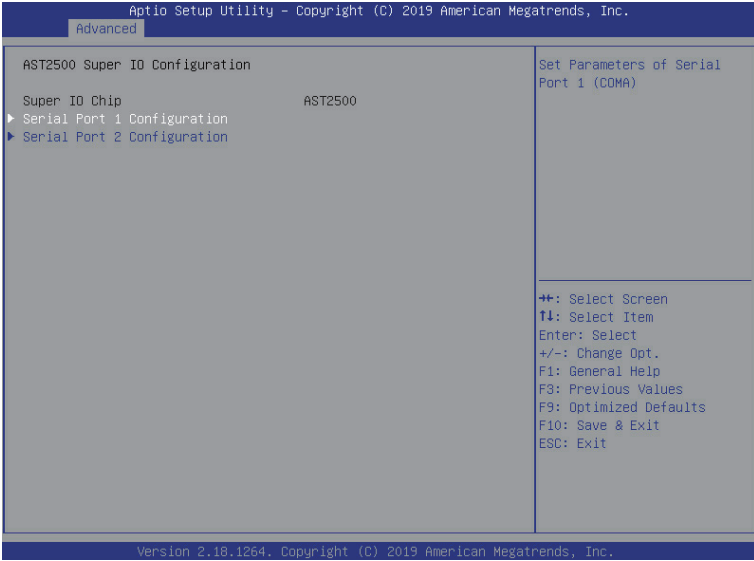 Aptio Setup Utility – Copyright (C) 2019 American Megatrends, Inc.
Advanced
AST2500 Super IO Configuration
Super IO Chip AST2500
▶ Serial Port 1 Configuration
▶ Serial Port 2 Configuration
Set Parameters of Serial
Port 1 (COMA)
→←: Select Screen
↑↓: Select Item
Enter: Select
+/-: Change Opt.
F1: General Help
F3: Previous Values
F9: Optimized Defaults
F10: Save & Exit
ESC: Exit
Version 2.18.1264. Copyright (C) 2019 American Megatrends, Inc.